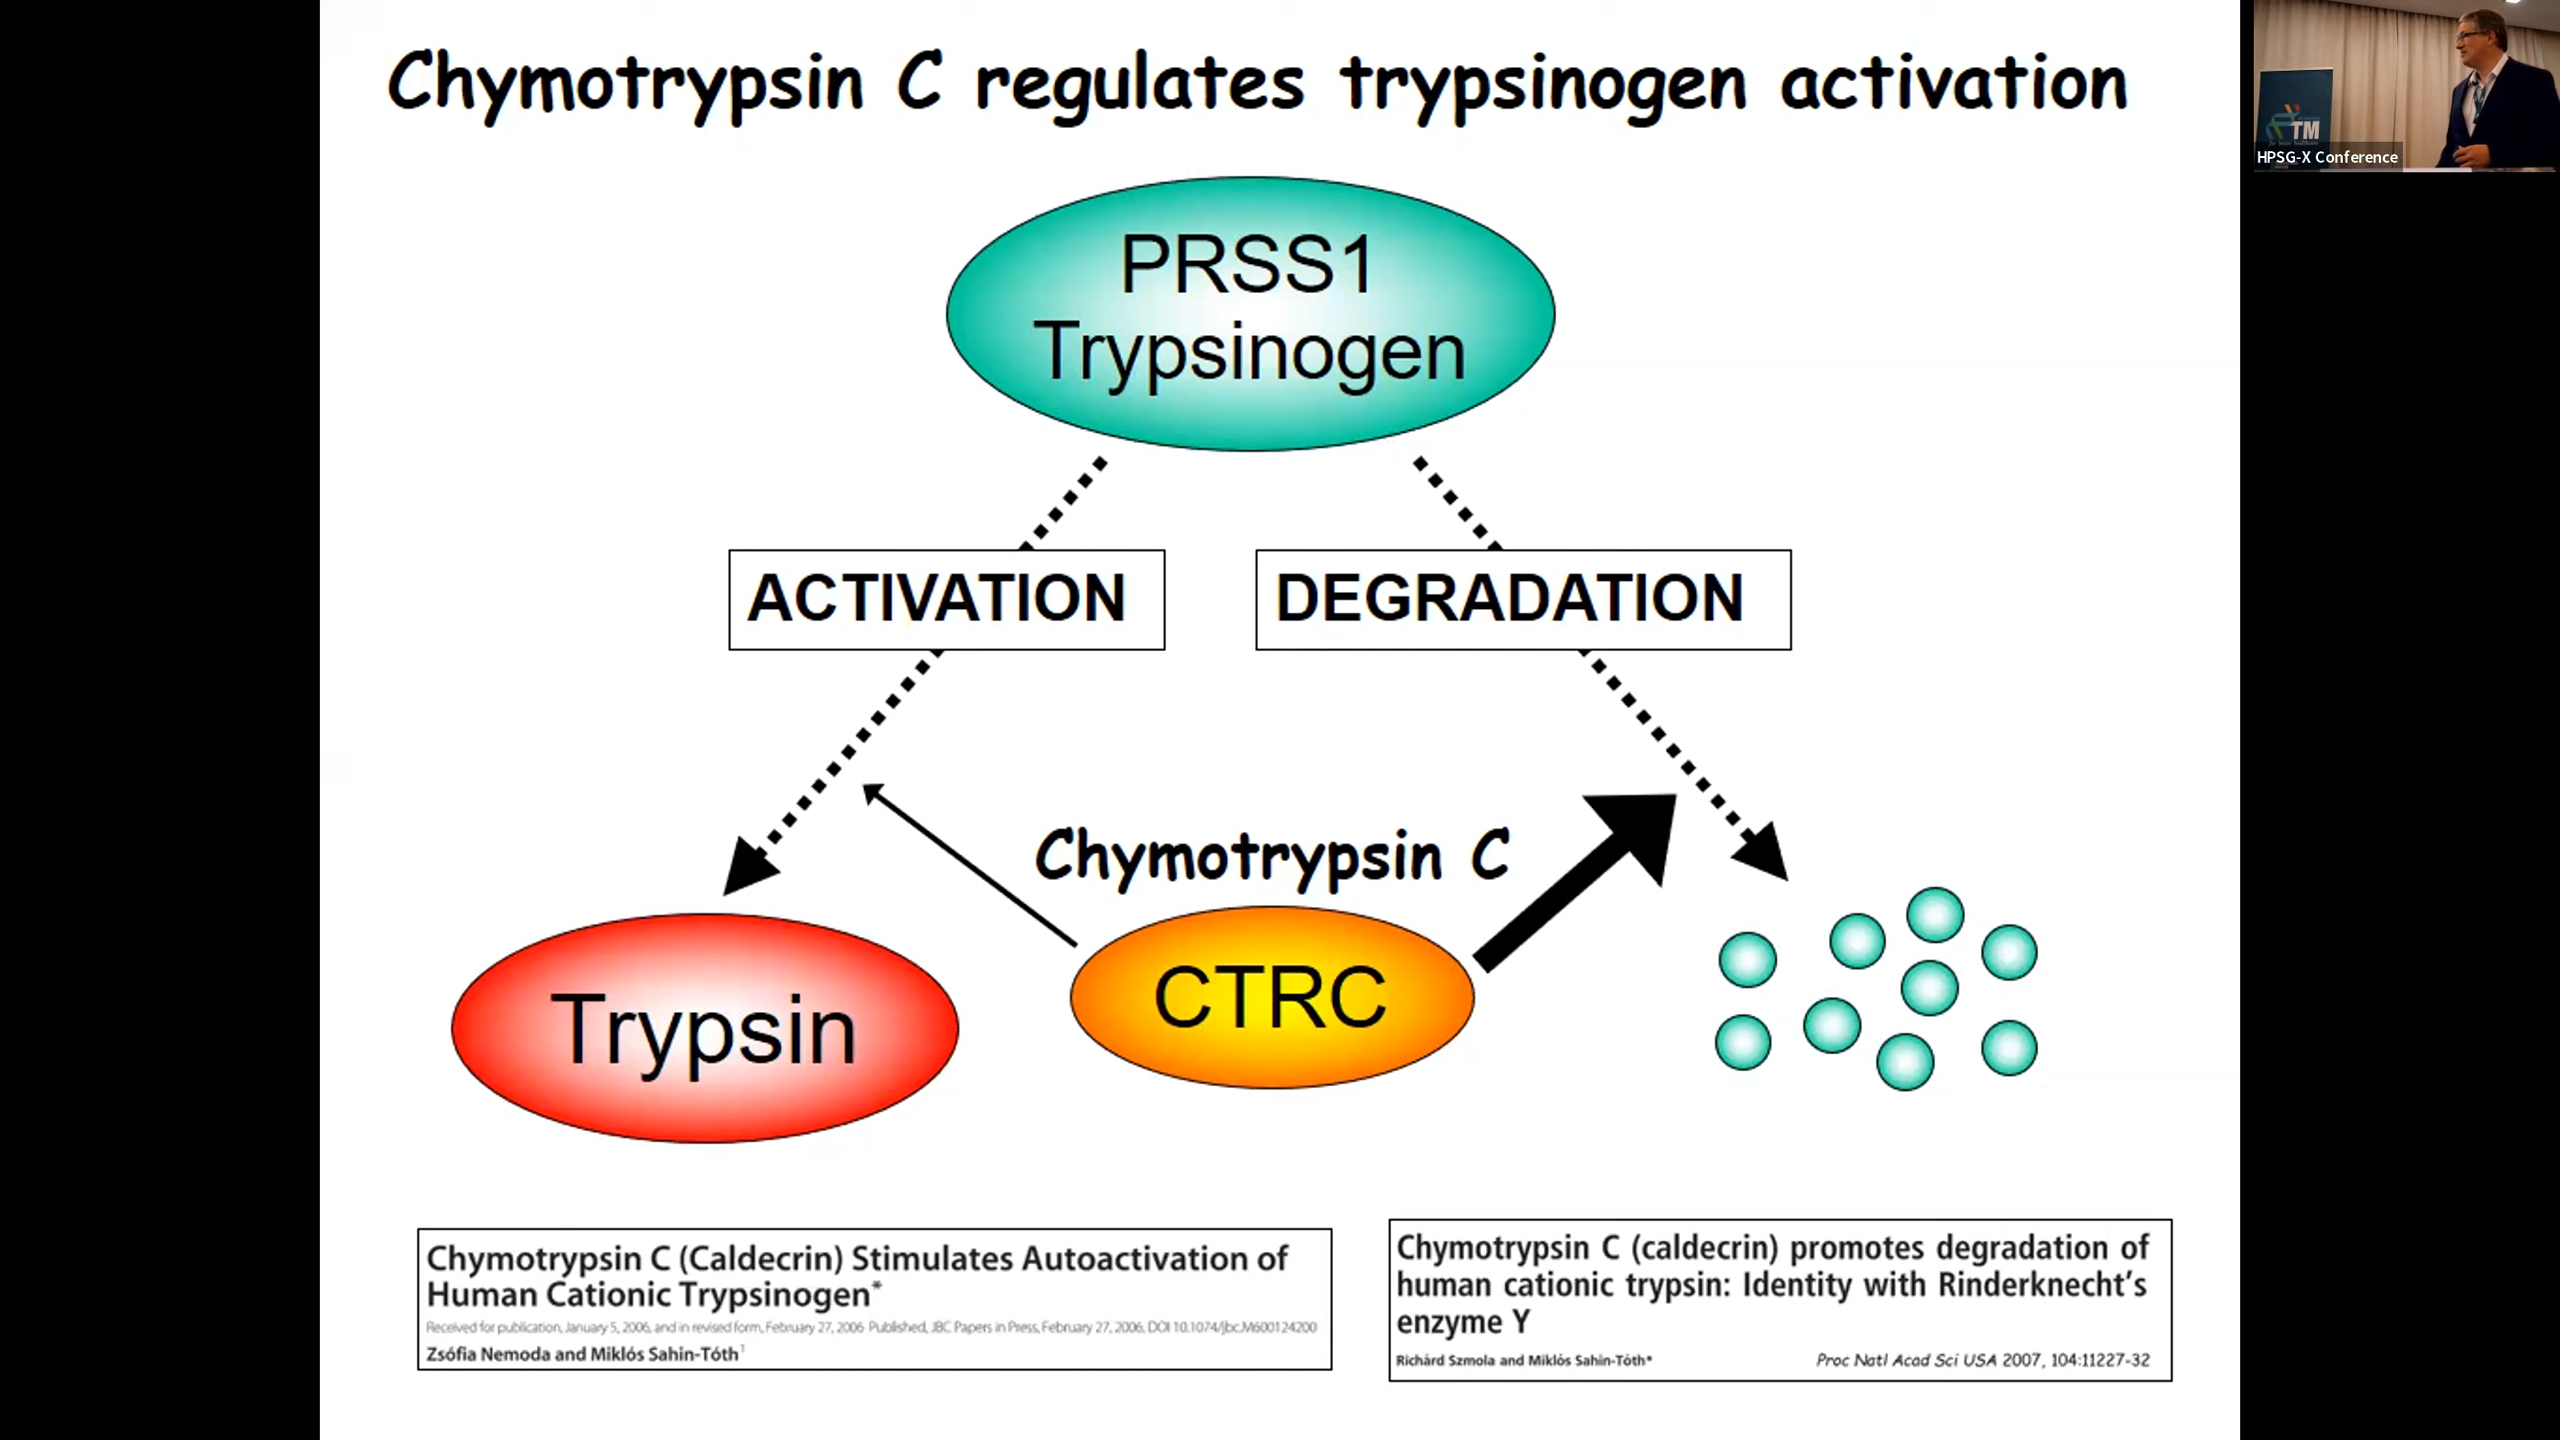 Chymotrypsin C regulates trypsinogen activation
PRSS1
Trypsinogen
ACTIVATION
DEGRADATION
Chymotrypsin C
Trypsin
CTRC
Chymotrypsin C (Caldecrin) Stimulates Autoactivation of
Human Cationic Trypsinogen*
Received for publication, January 5, 2006, and in revised form, February 27, 2006 Published, JBC Papers in Press, February 27, 2006, DOI 10.1074/jbc.M600124200
Zsófia Nemoda and Miklós Sahin-Tóth1
Chymotrypsin C (caldecrin) promotes degradation of
human cationic trypsin: Identity with Rinderknecht's
enzyme Y
Richárd Szmola and Miklós Sahin-Tóth* Proc Natl Acad Sci USA 2007, 104:11227-32
TM
HPSG-X Conference